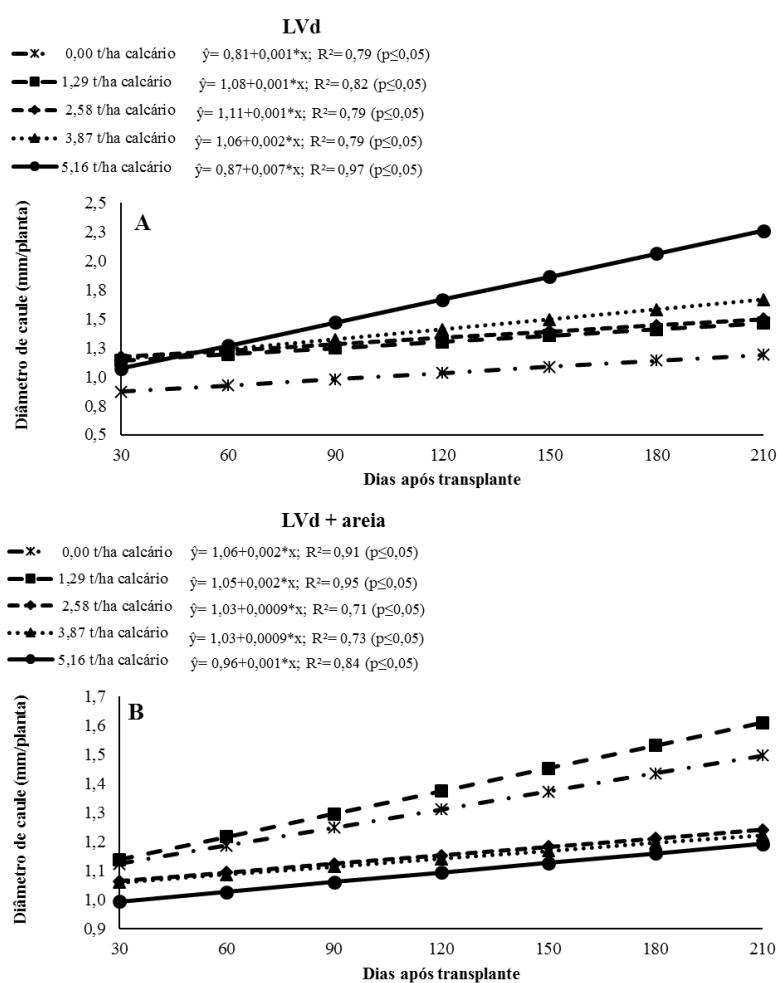 LVd
0,00 t/ha calcário ŷ= 0,81+0,001*x; R²= 0,79 (p≤0,05)
1,29 t/ha calcário ŷ= 1,08+0,001*x; R²= 0,82 (p≤0,05)
2,58 t/ha calcário ŷ= 1,11+0,001*x; R²= 0,79 (p≤0,05)
3,87 t/ha calcário ŷ= 1,06+0,002*x; R²= 0,79 (p≤0,05)
5,16 t/ha calcário ŷ= 0,87+0,007*x; R²= 0,97 (p≤0,05)
Diâmetro de caule (mm/planta)
2,5
2,3
2,0
1,8
1,5
1,3
1,0
0,8
0,5
A
30 60 90 120 150 180 210
Dias após transplante
LVd + areia
0,00 t/ha calcário ŷ= 1,06+0,002*x; R²= 0,91 (p≤0,05)
1,29 t/ha calcário ŷ= 1,05+0,002*x; R²= 0,95 (p≤0,05)
2,58 t/ha calcário ŷ= 1,03+0,0009*x; R²= 0,71 (p≤0,05)
3,87 t/ha calcário ŷ= 1,03+0,0009*x; R²= 0,73 (p≤0,05)
5,16 t/ha calcário ŷ= 0,96+0,001*x; R²= 0,84 (p≤0,05)
Diâmetro de caule (mm/planta)
1,7
1,6
1,5
1,4
1,3
1,2
1,1
1,0
0,9
B
30 60 90 120 150 180 210
Dias após transplante